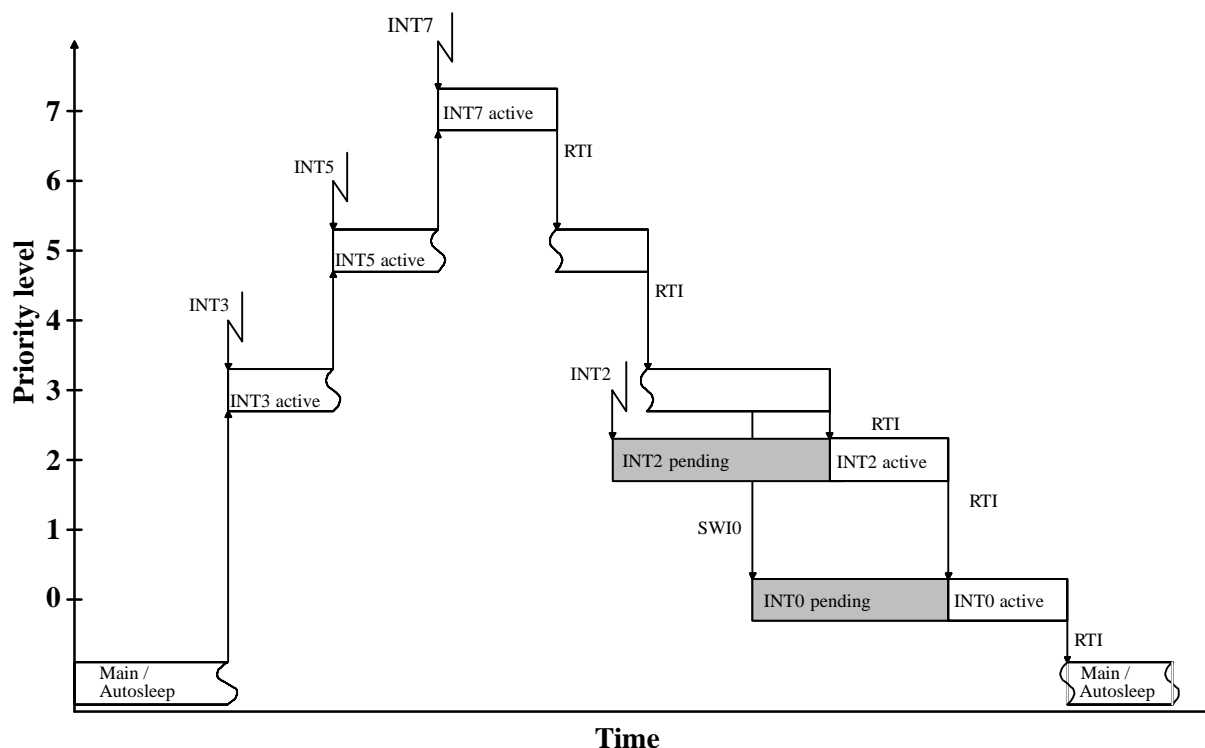 INT7
7
INT7 active
RTI
INT5
6
5
INT5 active
RTI
Priority level
INT3
4
INT2
3
INT3 active
RTI
2
INT2 pending
INT2 active
RTI
1
SWI0
0
INT0 pending
INT0 active
RTI
Main /
Autosleep
Main /
Autosleep
Time